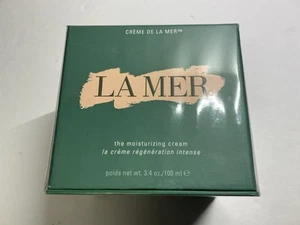 CRÈME DE LA MER™
LA MER
the moisturizing cream
la crème régénération intense
poids net wt. 3.4 oz/100 ml ℮